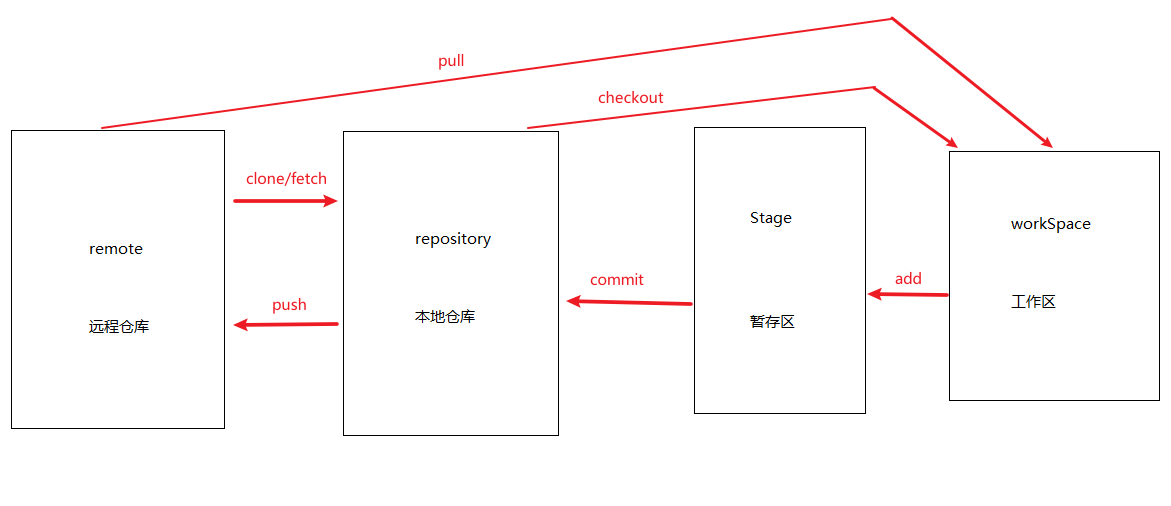 pull
checkout
clone/fetch
push
commit
add
remote
远程仓库
repository
本地仓库
Stage
暂存区
workSpace
工作区